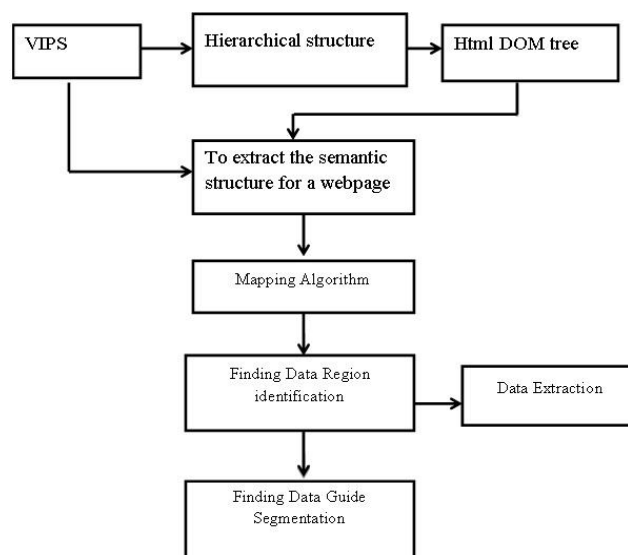 VIPS
Hierarchical structure
Html DOM tree
To extract the semantic
structure for a webpage
Mapping Algorithm
Finding Data Region
identification
Data Extraction
Finding Data Guide
Segmentation